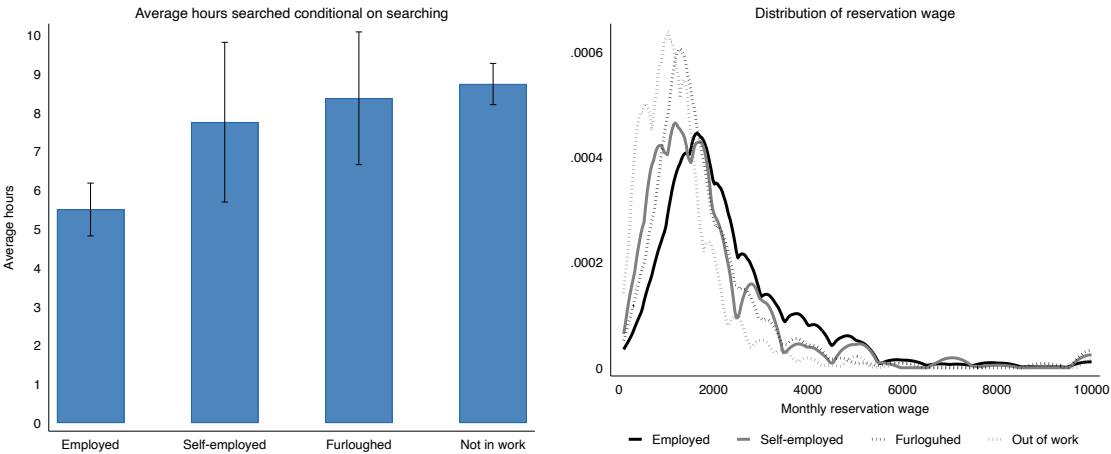 Average hours searched conditional on searching
Average hours
10
9
8
7
6
5
4
3
2
1
0
Employed Self-employed Furloughed Not in work
Distribution of reservation wage
.0006
.0004
.0002
0
0 2000 4000 6000 8000 10000
Monthly reservation wage
Employed Self-employed Furloguhed Out of work